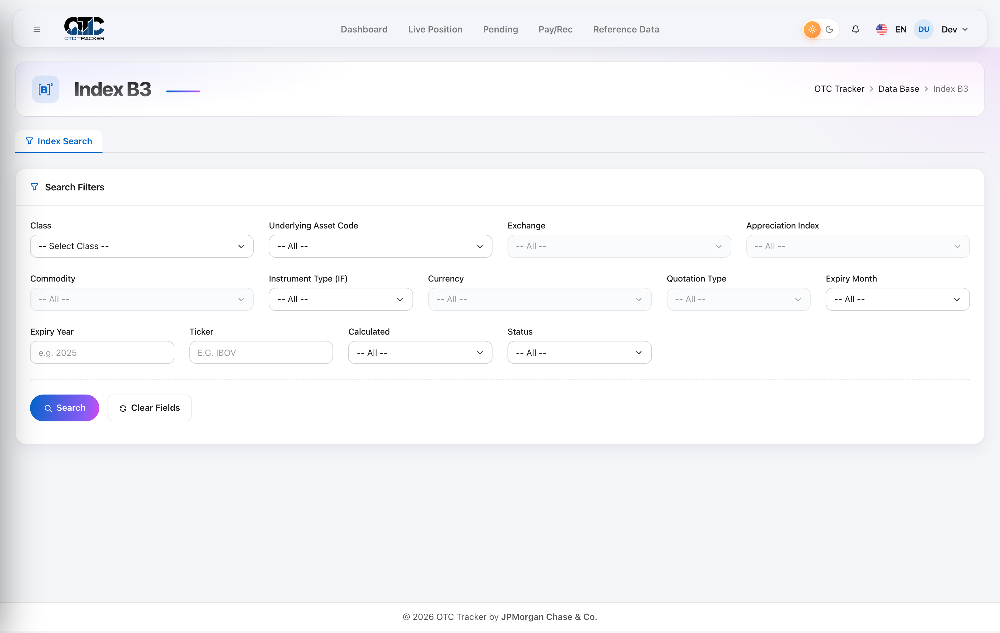 OTC
OTC TRACKER
Dashboard
Live Position
Pending
Pay/Rec
Reference Data
EN
DU
Dev
[B]³
Index B3
OTC Tracker > Data Base > Index B3
Index Search
Search Filters
Class
Underlying Asset Code
Exchange
Appreciation Index
-- Select Class --
-- All --
-- All --
-- All --
Commodity
Instrument Type (IF)
Currency
Quotation Type
Expiry Month
-- All --
-- All --
-- All --
-- All --
-- All --
Expiry Year
Ticker
Calculated
Status
e.g. 2025
E.G. IBOV
-- All --
-- All --
Search
Clear Fields
© 2026 OTC Tracker by JPMorgan Chase & Co.